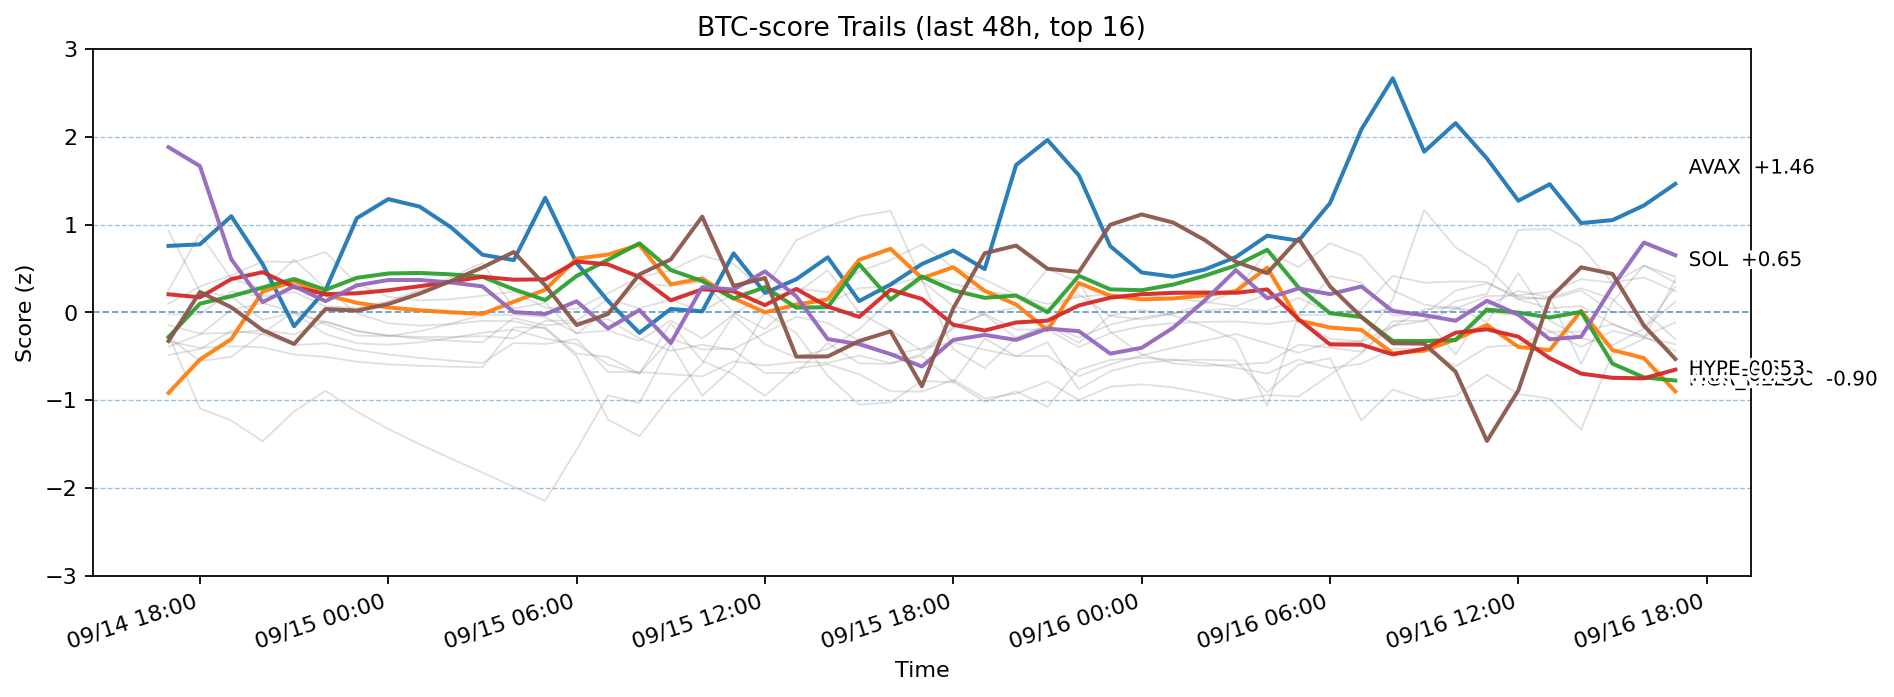 BTC-score Trails (last 48h, top 16)
3
2
1
0
−1
−2
−3
Score (z)
AVAX +1.46
SOL +0.65
HYPE
-0.90
09/14 18:00
09/15 00:00
09/15 06:00
09/15 12:00
09/15 18:00
09/16 00:00
09/16 06:00
09/16 12:00
09/16 18:00
Time